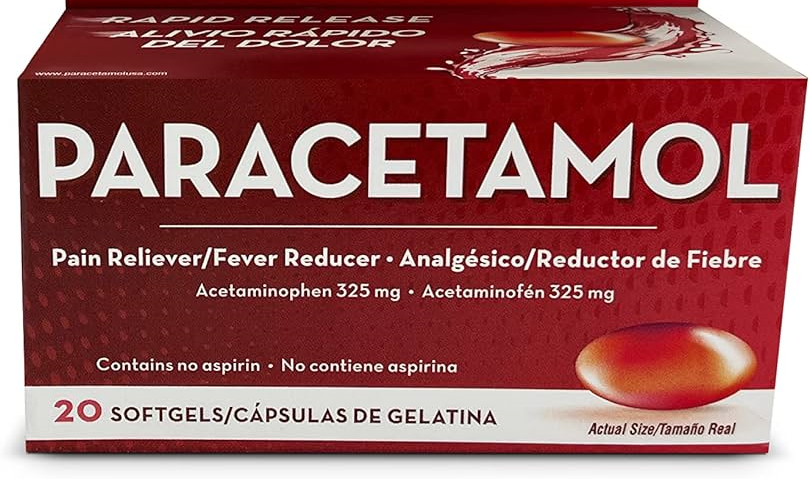 RAPID RELEASE
ALIVIO RÁPIDO
DEL DOLOR
www.paracetamolusa.com
PARACETAMOL
Pain Reliever/Fever Reducer • Analgésico/Reductor de Fiebre
Acetaminophen 325 mg • Acetaminofén 325 mg
Contains no aspirin • No contiene aspirina
20 SOFTGELS/CÁPSULAS DE GELATINA
Actual Size/Tamaño Real